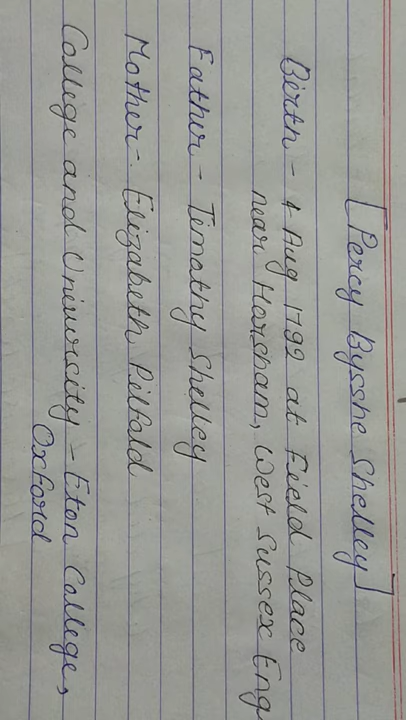 [Percy Bysshe Shelley]
Birth - 4 Aug 1792 at Field Place
near Horsham, West Sussex Eng
Father - Timothy Shelley
Mother - Elizabeth Pilfold
College and University - Eton College,
Oxford